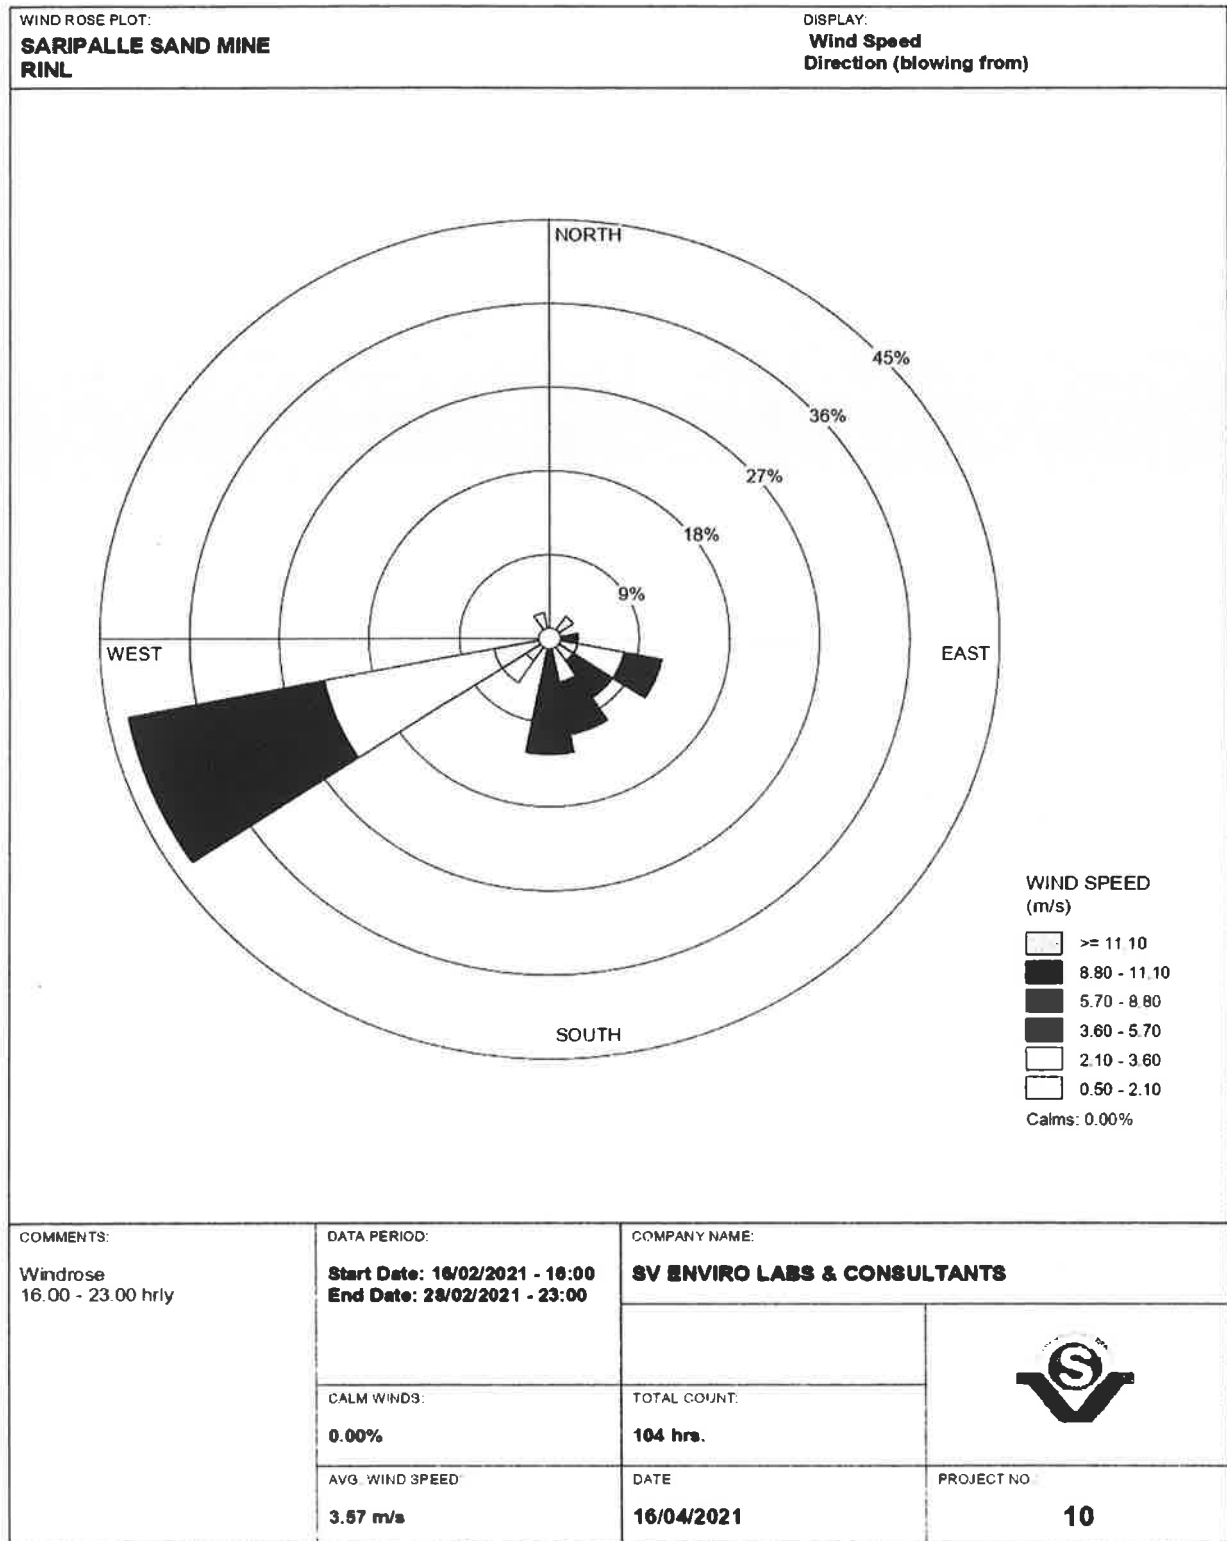 WIND ROSE PLOT:
SARIPALLE SAND MINE
RINL
DISPLAY:
Wind Speed
Direction (blowing from)
NORTH
45%
36%
27%
18%
9%
WEST
EAST
SOUTH
WIND SPEED
(m/s)
>= 11.10
8.80 - 11.10
5.70 - 8.80
3.60 - 5.70
2.10 - 3.60
0.50 - 2.10
Calms: 0.00%
COMMENTS:
Windrose
16.00 - 23.00 hrly
DATA PERIOD:
Start Date: 16/02/2021 - 16:00
End Date: 28/02/2021 - 23:00
COMPANY NAME:
SV ENVIRO LABS & CONSULTANTS
CALM WINDS:
0.00%
TOTAL COUNT:
104 hrs.
S
V
AVG. WIND SPEED:
3.57 m/s
DATE
16/04/2021
PROJECT NO.:
10